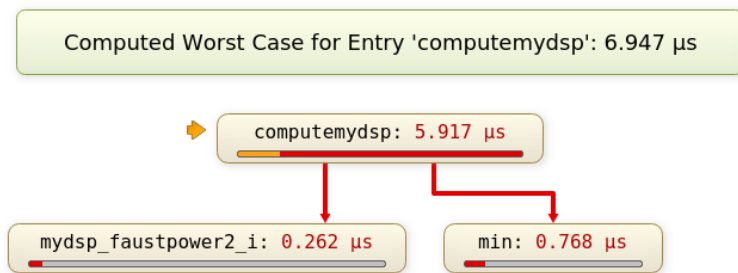 Computed Worst Case for Entry 'computemydsp': 6.947 µs
computemydsp: 5.917 µs
mydsp_faustpower2_i: 0.262 µs
min: 0.768 µs